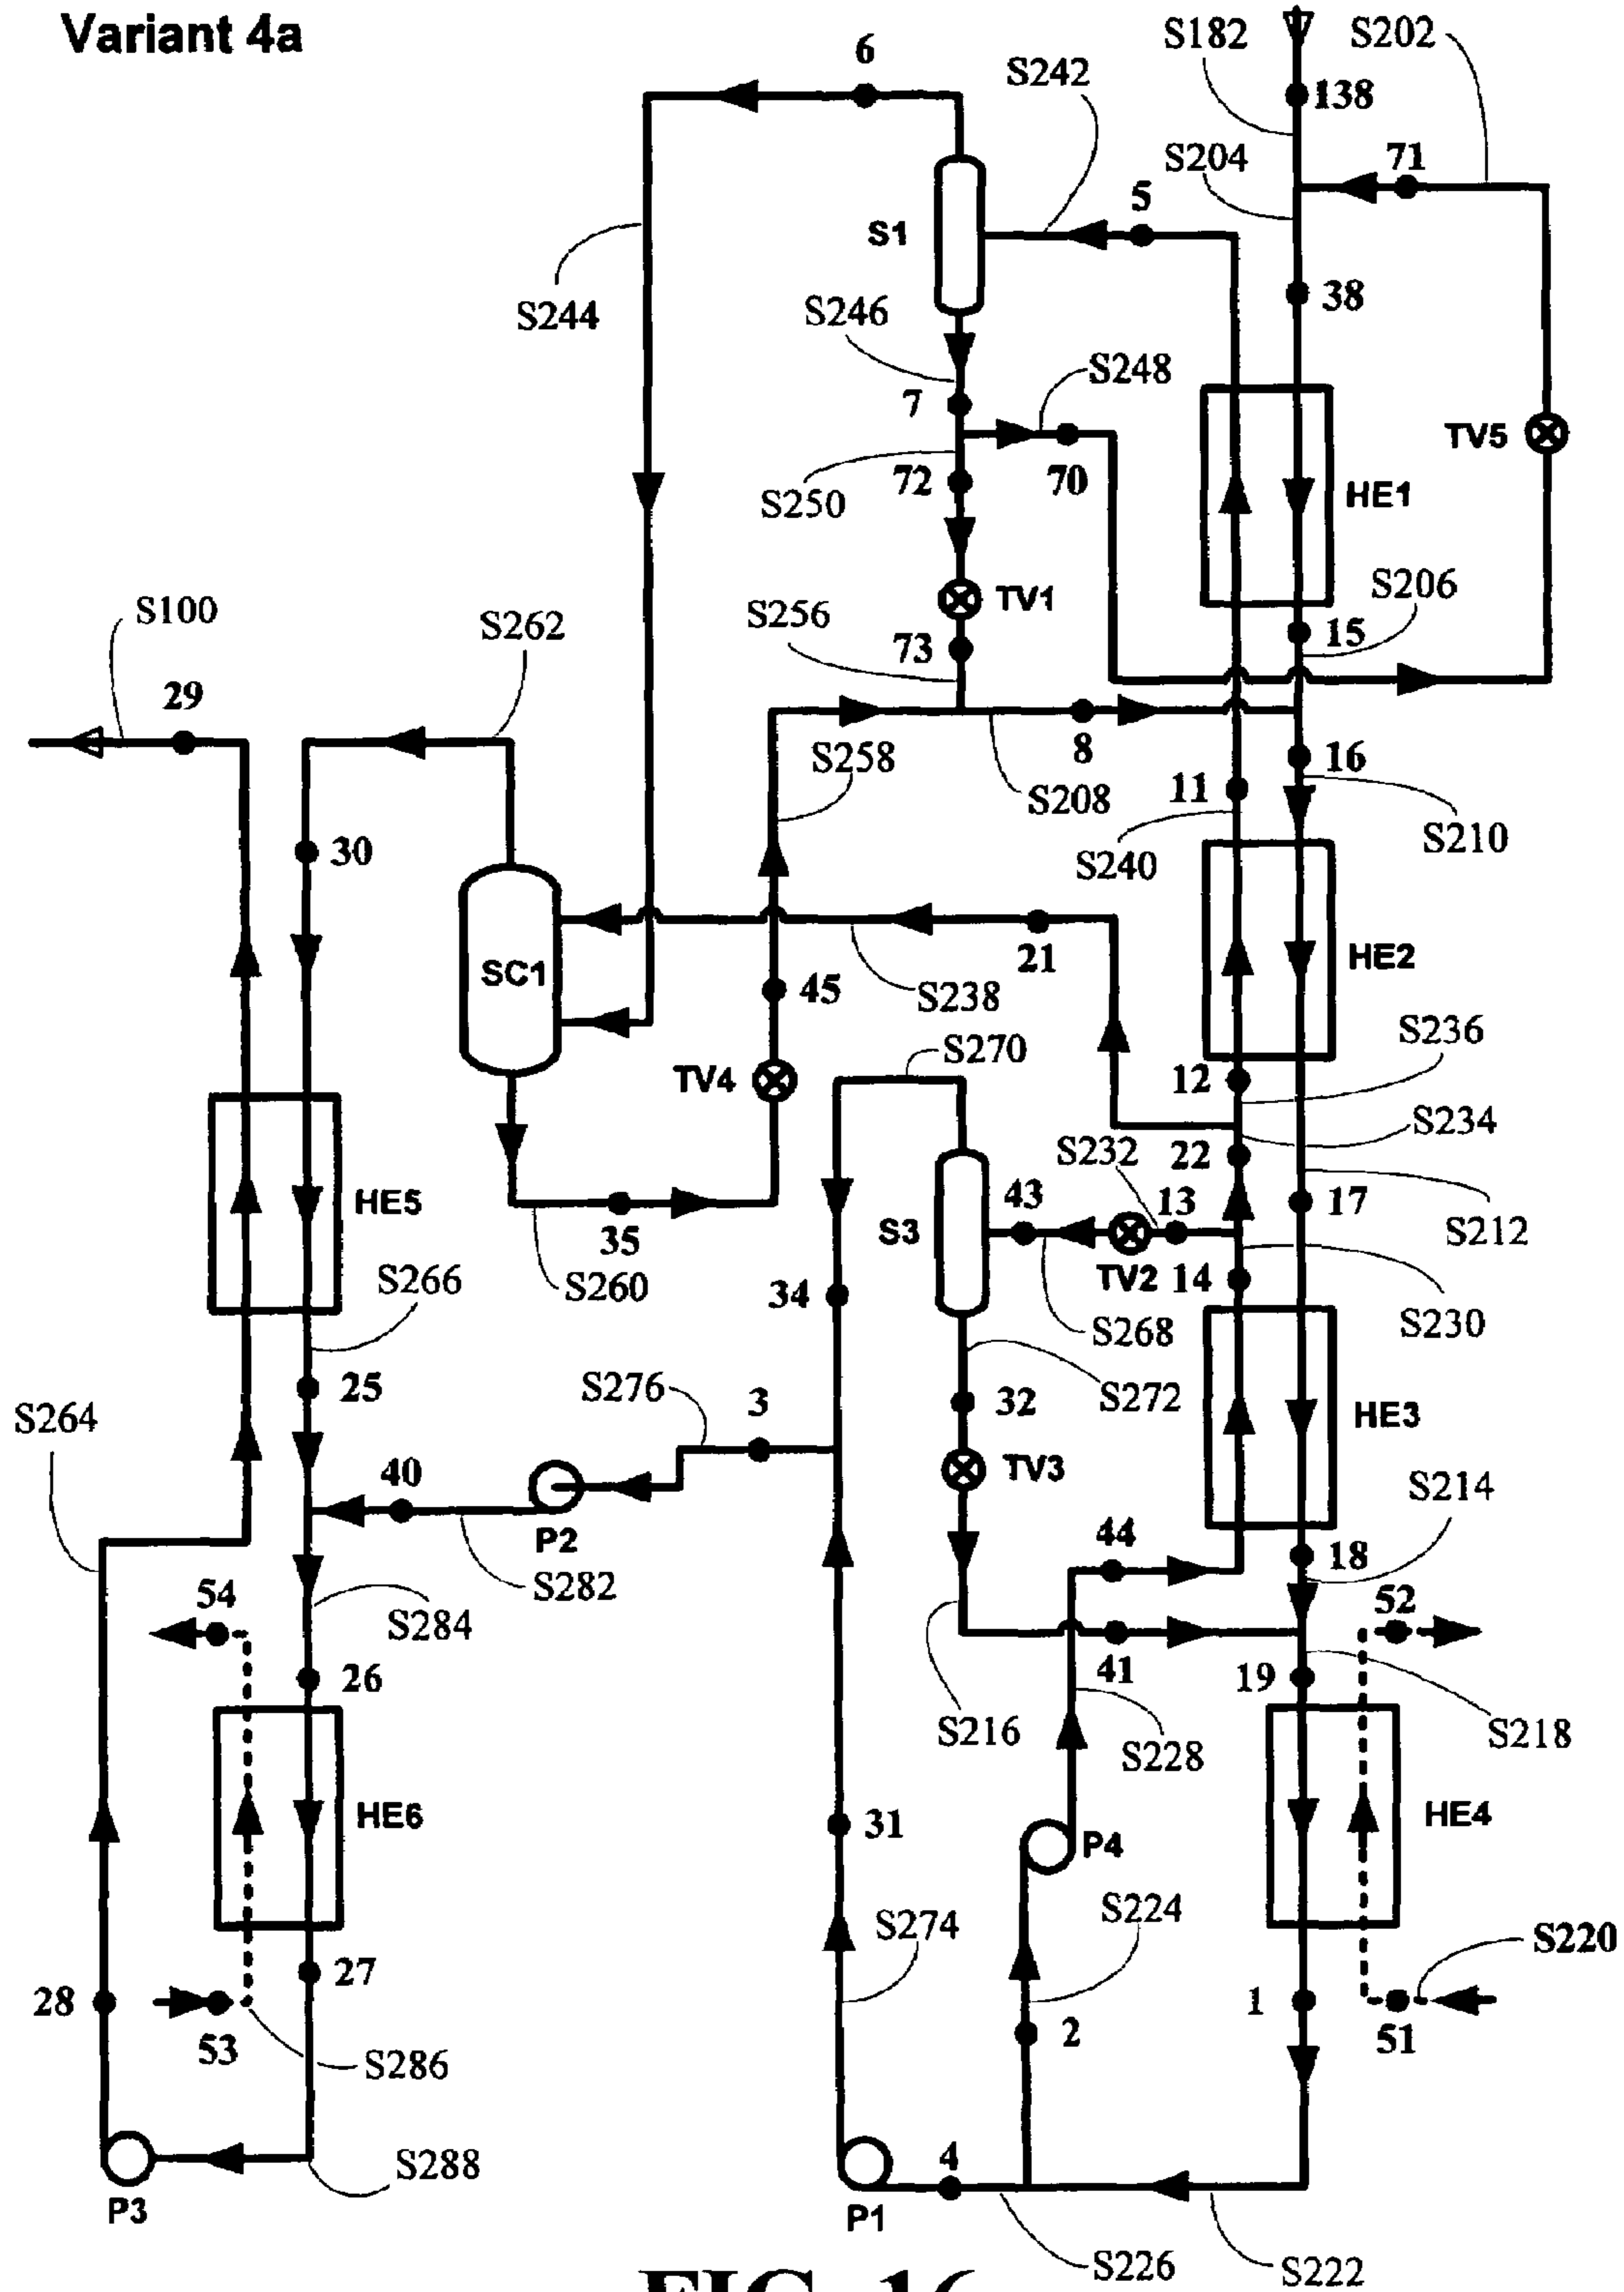 Variant 4a
6
S242
S182
S202
138
S204
71
5
S1
S244
S246
38
S248
7
TV5
72
70
S250
HE1
TV1
S206
S100
S262
S256
15
73
29
S258
8
16
11
S208
S210
30
S240
SC1
21
HE2
45
S238
S236
S270
TV4
12
S234
S232
22
43
13
17
HE5
S3
35
S212
TV2
14
S266
S260
34
S268
S230
25
S276
3
32
S272
HE3
S264
40
TV3
S214
P2
44
18
54
S282
52
S284
26
41
19
S216
S228
S218
HE6
31
P4
HE4
S274
S224
27
S220
28
1
53
2
51
S286
S288
4
P3
P1
S226
S222
FIG. 16